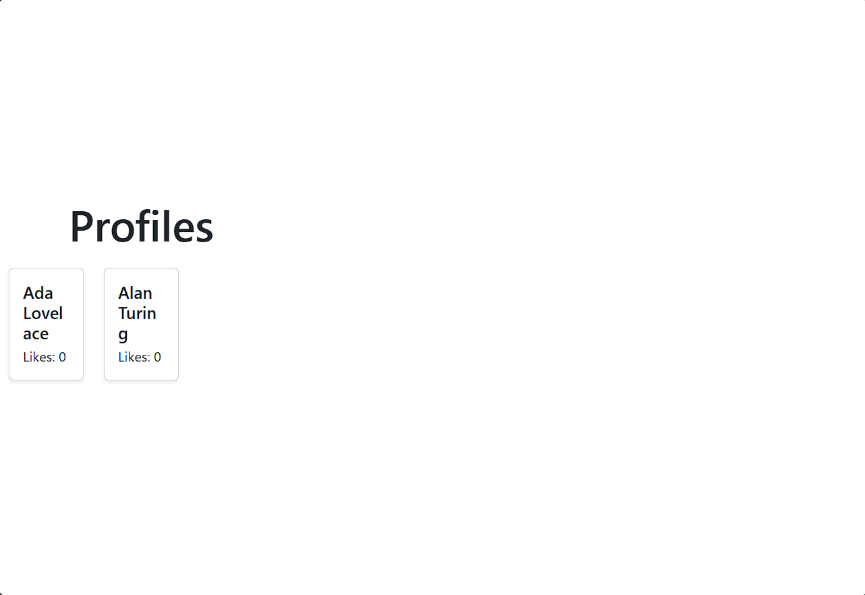 Profiles
Ada
Lovel
ace
Likes: 0
Alan
Turin
g
Likes: 0